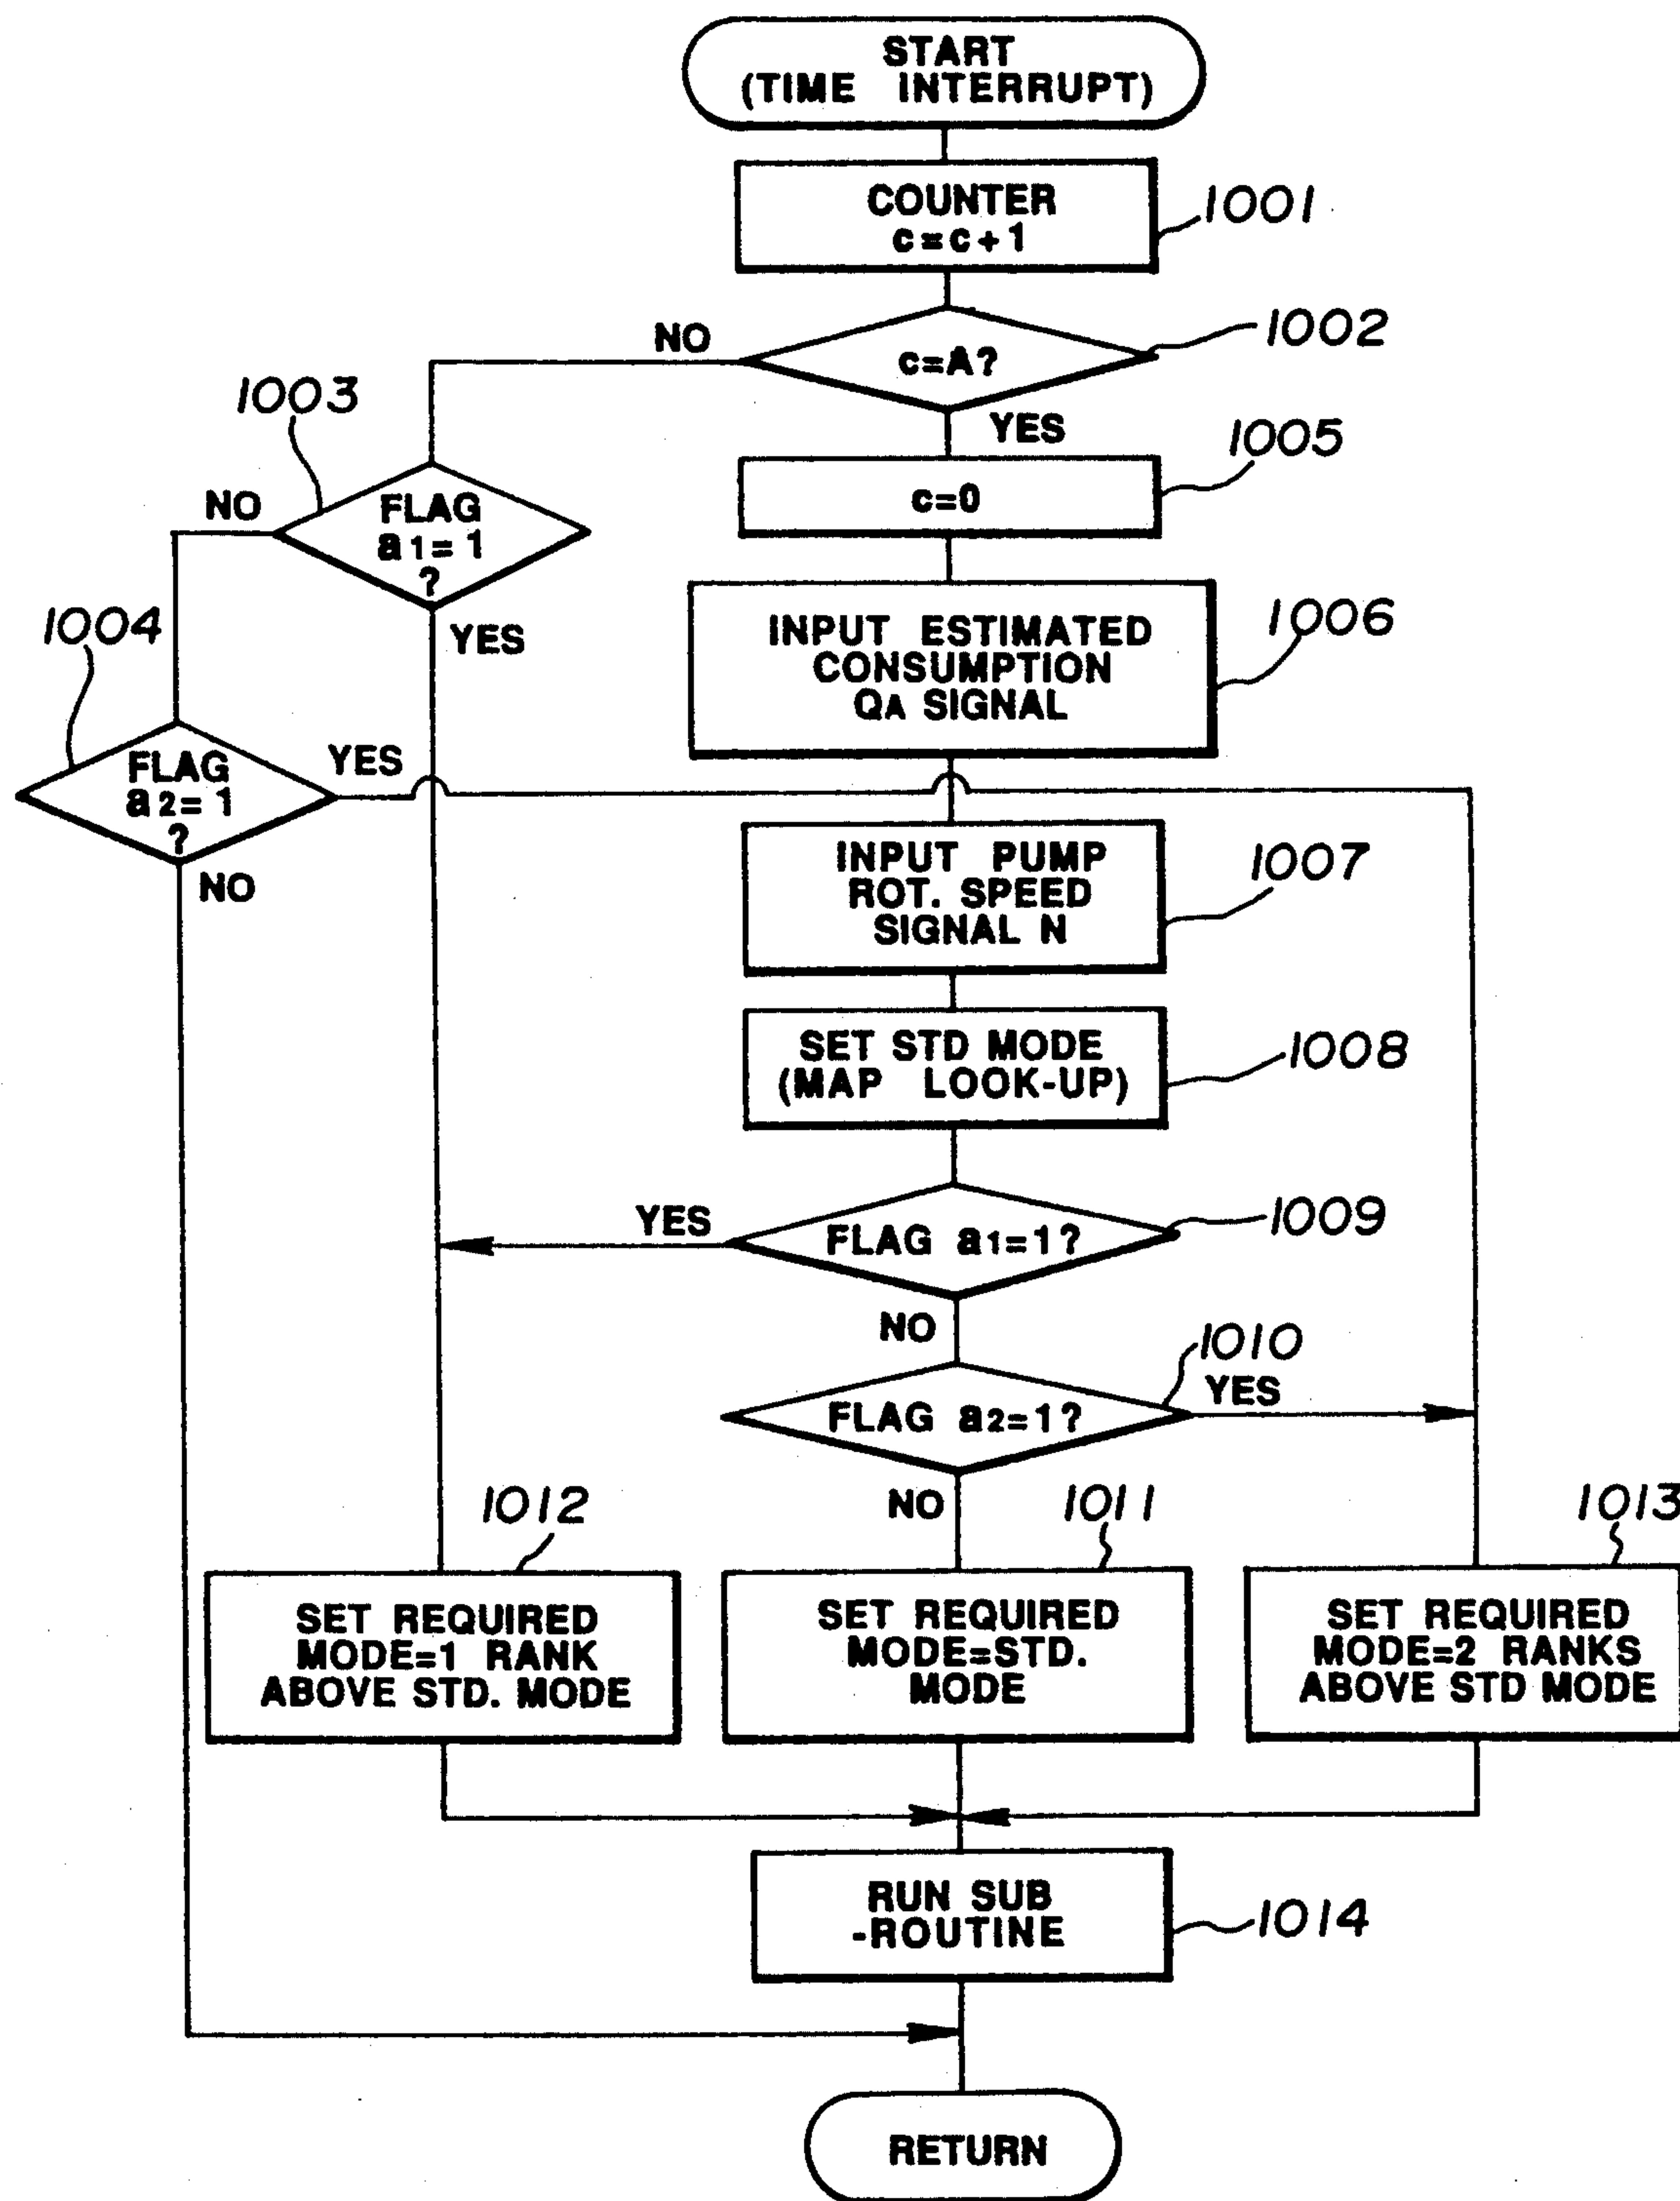 START
(TIME INTERRUPT)
COUNTER
c=c+1
1001
NO
c=A?
1002
YES
1003
FLAG
a1=1
?
NO
YES
c=0
1005
1004
FLAG
a2=1
?
YES
NO
INPUT ESTIMATED
CONSUMPTION
QA SIGNAL
1006
INPUT PUMP
ROT. SPEED
SIGNAL N
1007
SET STD MODE
(MAP LOOK-UP)
1008
YES
FLAG a1=1?
1009
NO
1010
FLAG a2=1?
YES
NO
1012
SET REQUIRED
MODE=1 RANK
ABOVE STD. MODE
1011
SET REQUIRED
MODE=STD.
MODE
1013
SET REQUIRED
MODE=2 RANKS
ABOVE STD MODE
RUN SUB
-ROUTINE
1014
RETURN